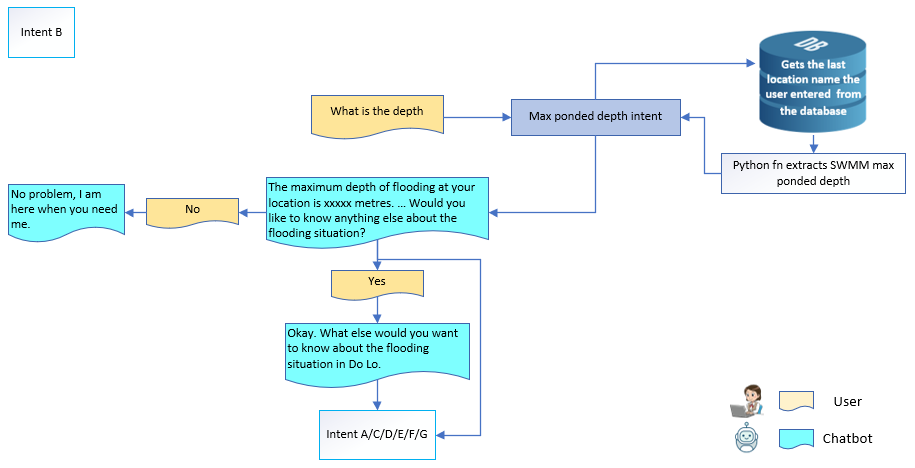 Intent B
DB
Gets the last
location name the
user entered from
the database
What is the depth
Max ponded depth intent
Python fn extracts SWMM max
ponded depth
The maximum depth of flooding at your
location is xxxxx metres. ... Would you
like to know anything else about the
flooding situation?
No
No problem, I am
here when you need
me.
Yes
Okay. What else would you want
to know about the flooding
situation in Do Lo.
Intent A/C/D/E/F/G
User
Chatbot